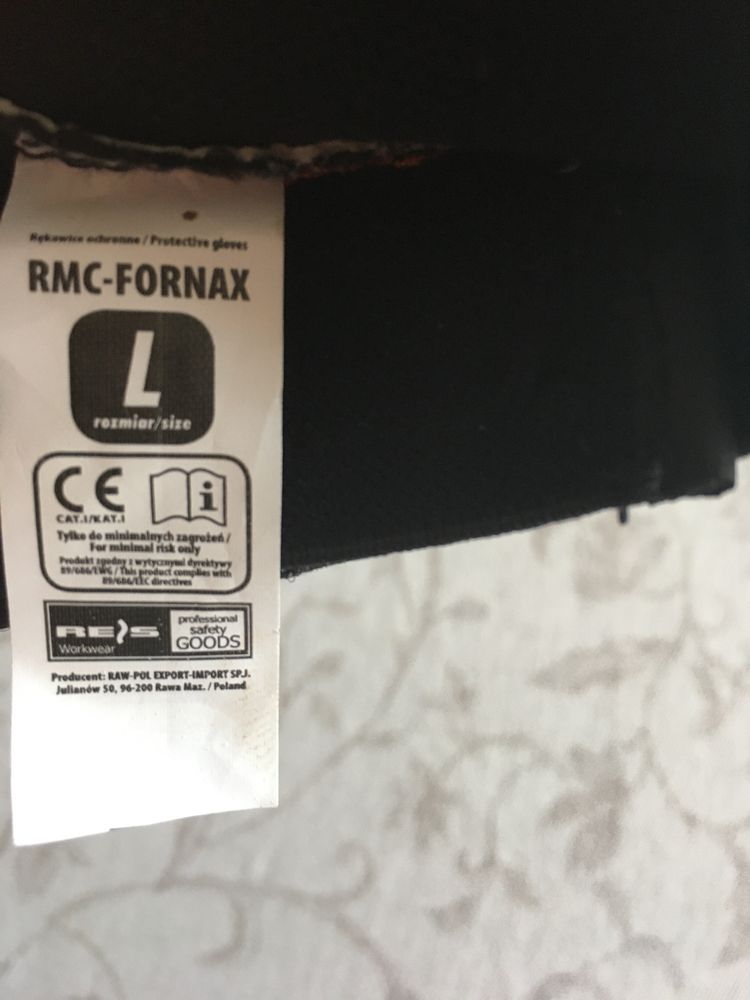 Rękawice ochronne / Protective gloves
RMC-FORNAX
L
rozmiar/size
CE
i
CAT.I/KAT.I
Tylko do minimalnych zagrożeń /
For minimal risk only
Produkt zgodny z wytycznymi dyrektywy
89/686/EWG / This product complies with
89/686/EEC directives
REIS
Workwear
professional
safety
GOODS
Producent: RAW-POL EXPORT-IMPORT SP.J.
Julianów 50, 96-200 Rawa Maz. / Poland